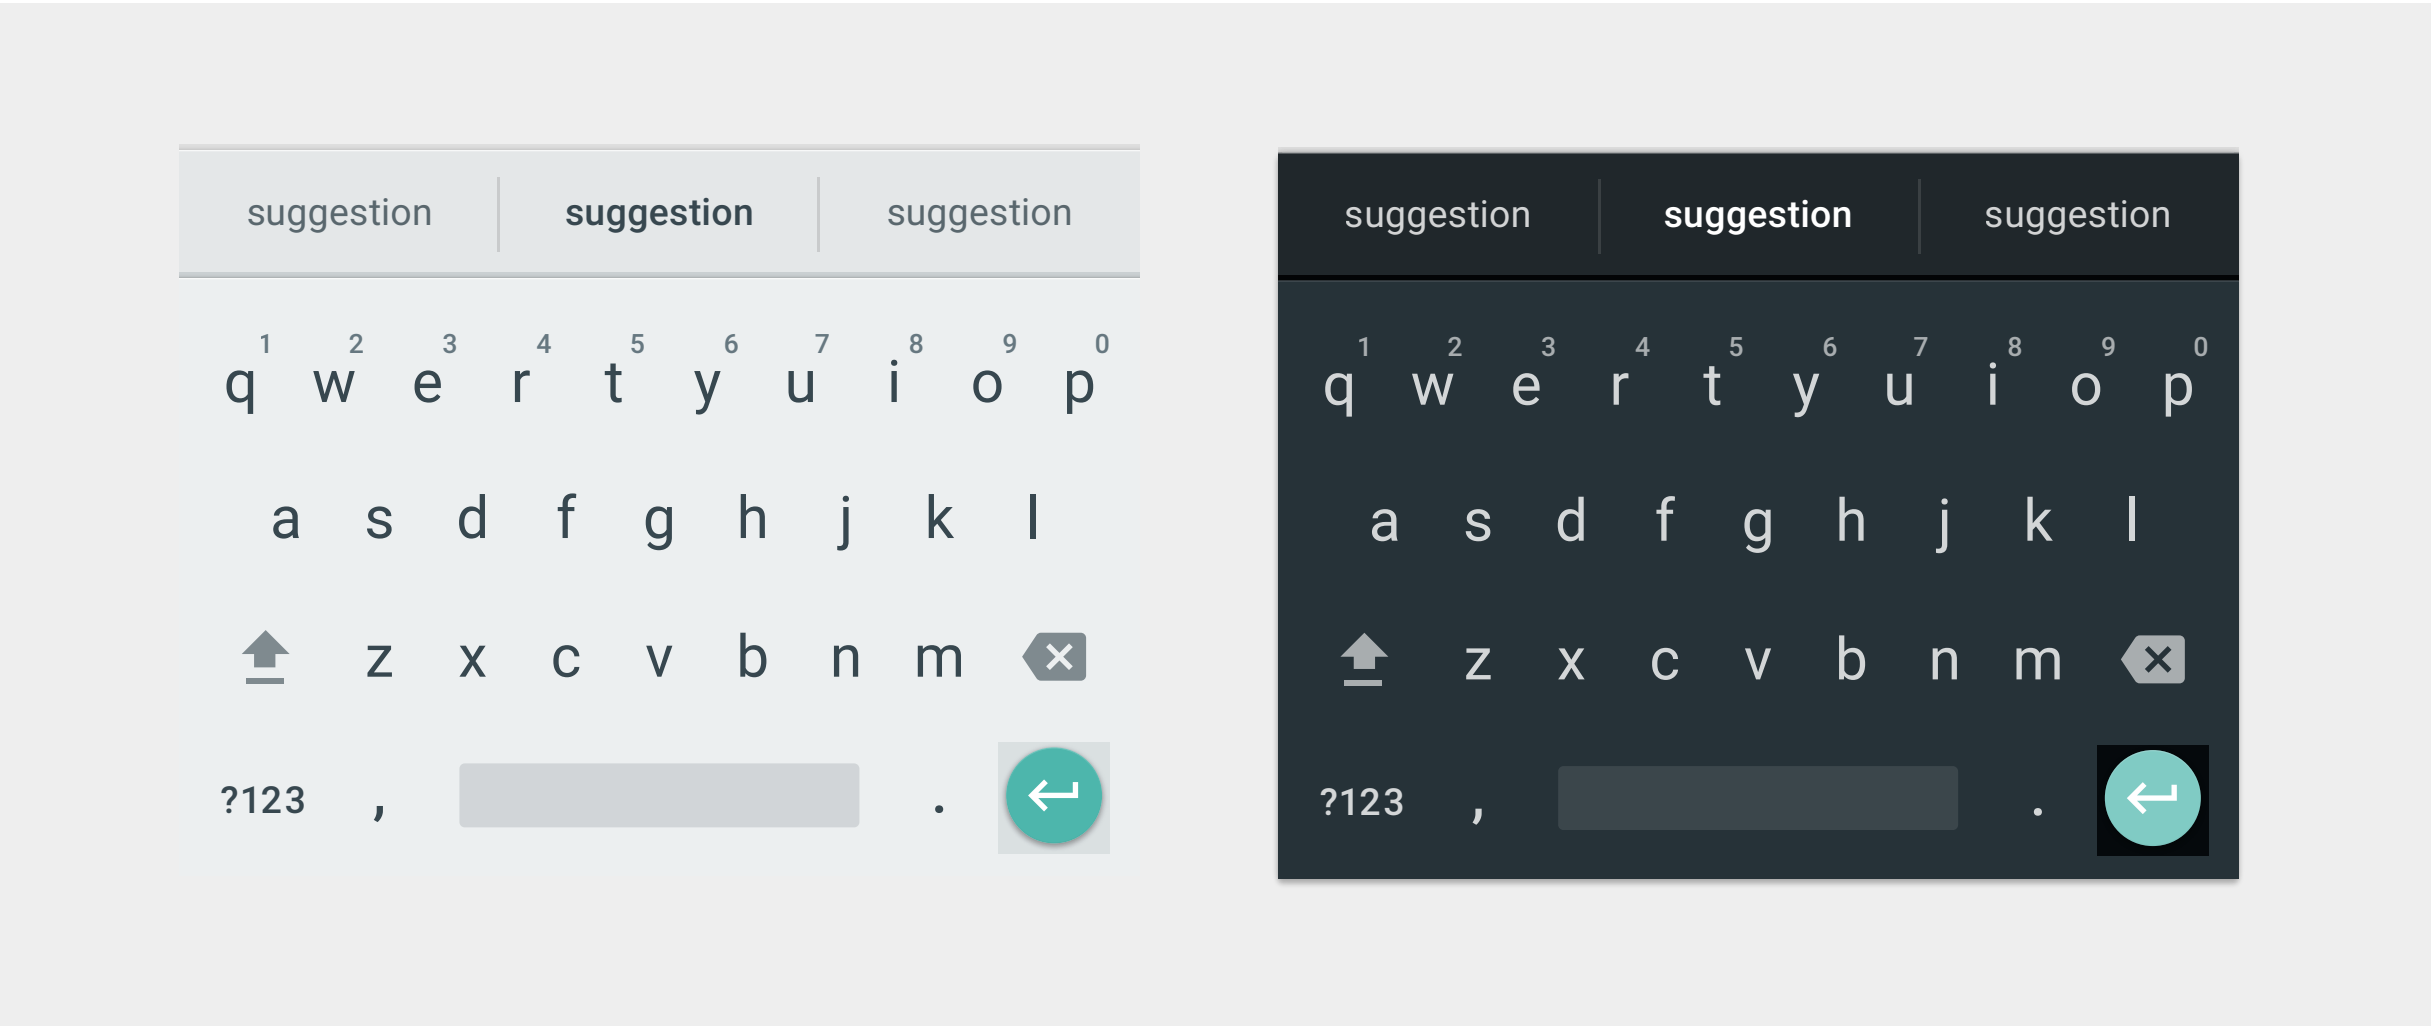 suggestion suggestion suggestion
1 2 3 4 5 6 7 8 9 0
q w e r t y u i o p
a s d f g h j k l
z x c v b n m
?123 , .
suggestion suggestion suggestion
1 2 3 4 5 6 7 8 9 0
q w e r t y u i o p
a s d f g h j k l
z x c v b n m
?123 , .